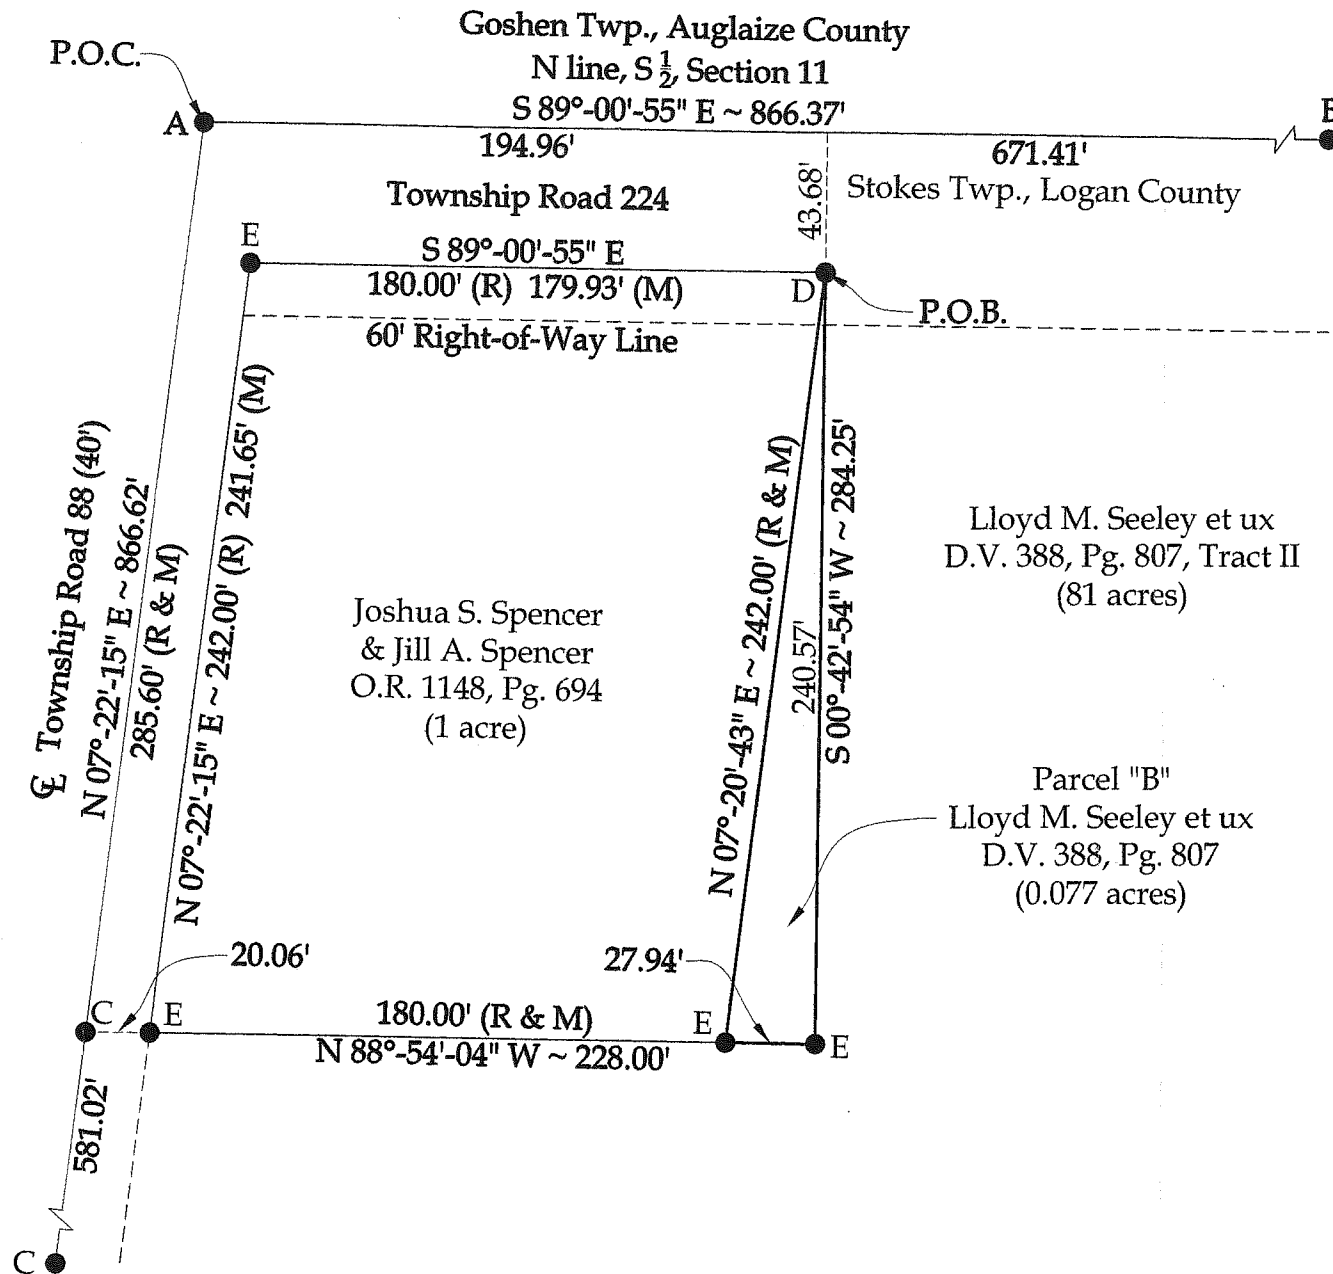 Goshen Twp., Auglaize County
P.O.C.
N line, S 1/2, Section 11
S 89°-00'-55" E ~ 866.37'
A
194.96'
671.41'
Township Road 224
43.68'
Stokes Twp., Logan County
E
S 89°-00'-55" E
180.00' (R) 179.93' (M)
D
P.O.B.
60' Right-of-Way Line
℄ Township Road 88 (40')
N 07°-22'-15" E ~ 866.62'
285.60' (R & M)
N 07°-22'-15" E ~ 242.00' (R) 241.65' (M)
Joshua S. Spencer
& Jill A. Spencer
O.R. 1148, Pg. 694
(1 acre)
N 07°-20'-43" E ~ 242.00' (R & M)
240.57'
S 00°-42'-54" W ~ 284.25'
Lloyd M. Seeley et ux
D.V. 388, Pg. 807, Tract II
(81 acres)
Parcel "B"
Lloyd M. Seeley et ux
D.V. 388, Pg. 807
(0.077 acres)
20.06'
27.94'
C
E
180.00' (R & M)
N 88°-54'-04" W ~ 228.00'
E
E
581.02'
C